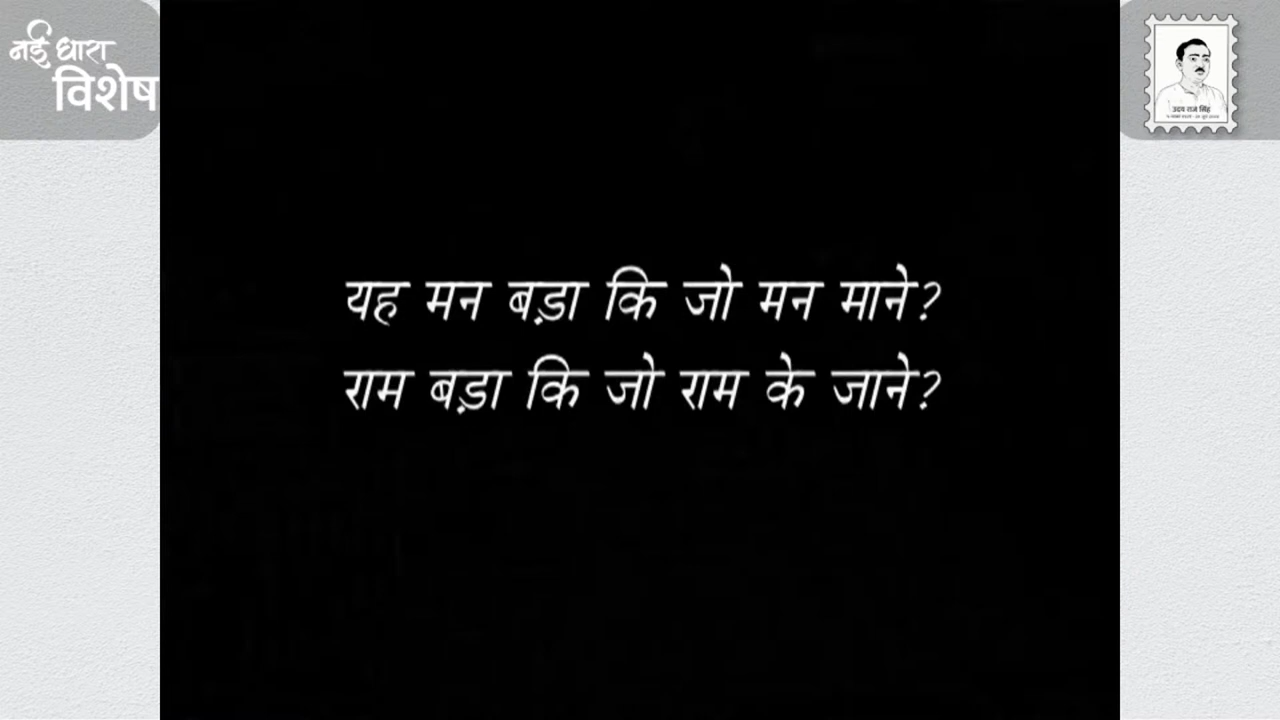 नई धारा
विशेष
उदय राज सिंह
यह मन बड़ा कि जो मन माने?
राम बड़ा कि जो राम के जाने?